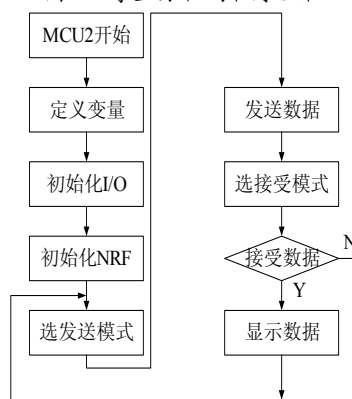 MCU2开始
定义变量
初始化I/O
初始化NRF
选发送模式
发送数据
选接受模式
接受数据
N
Y
显示数据